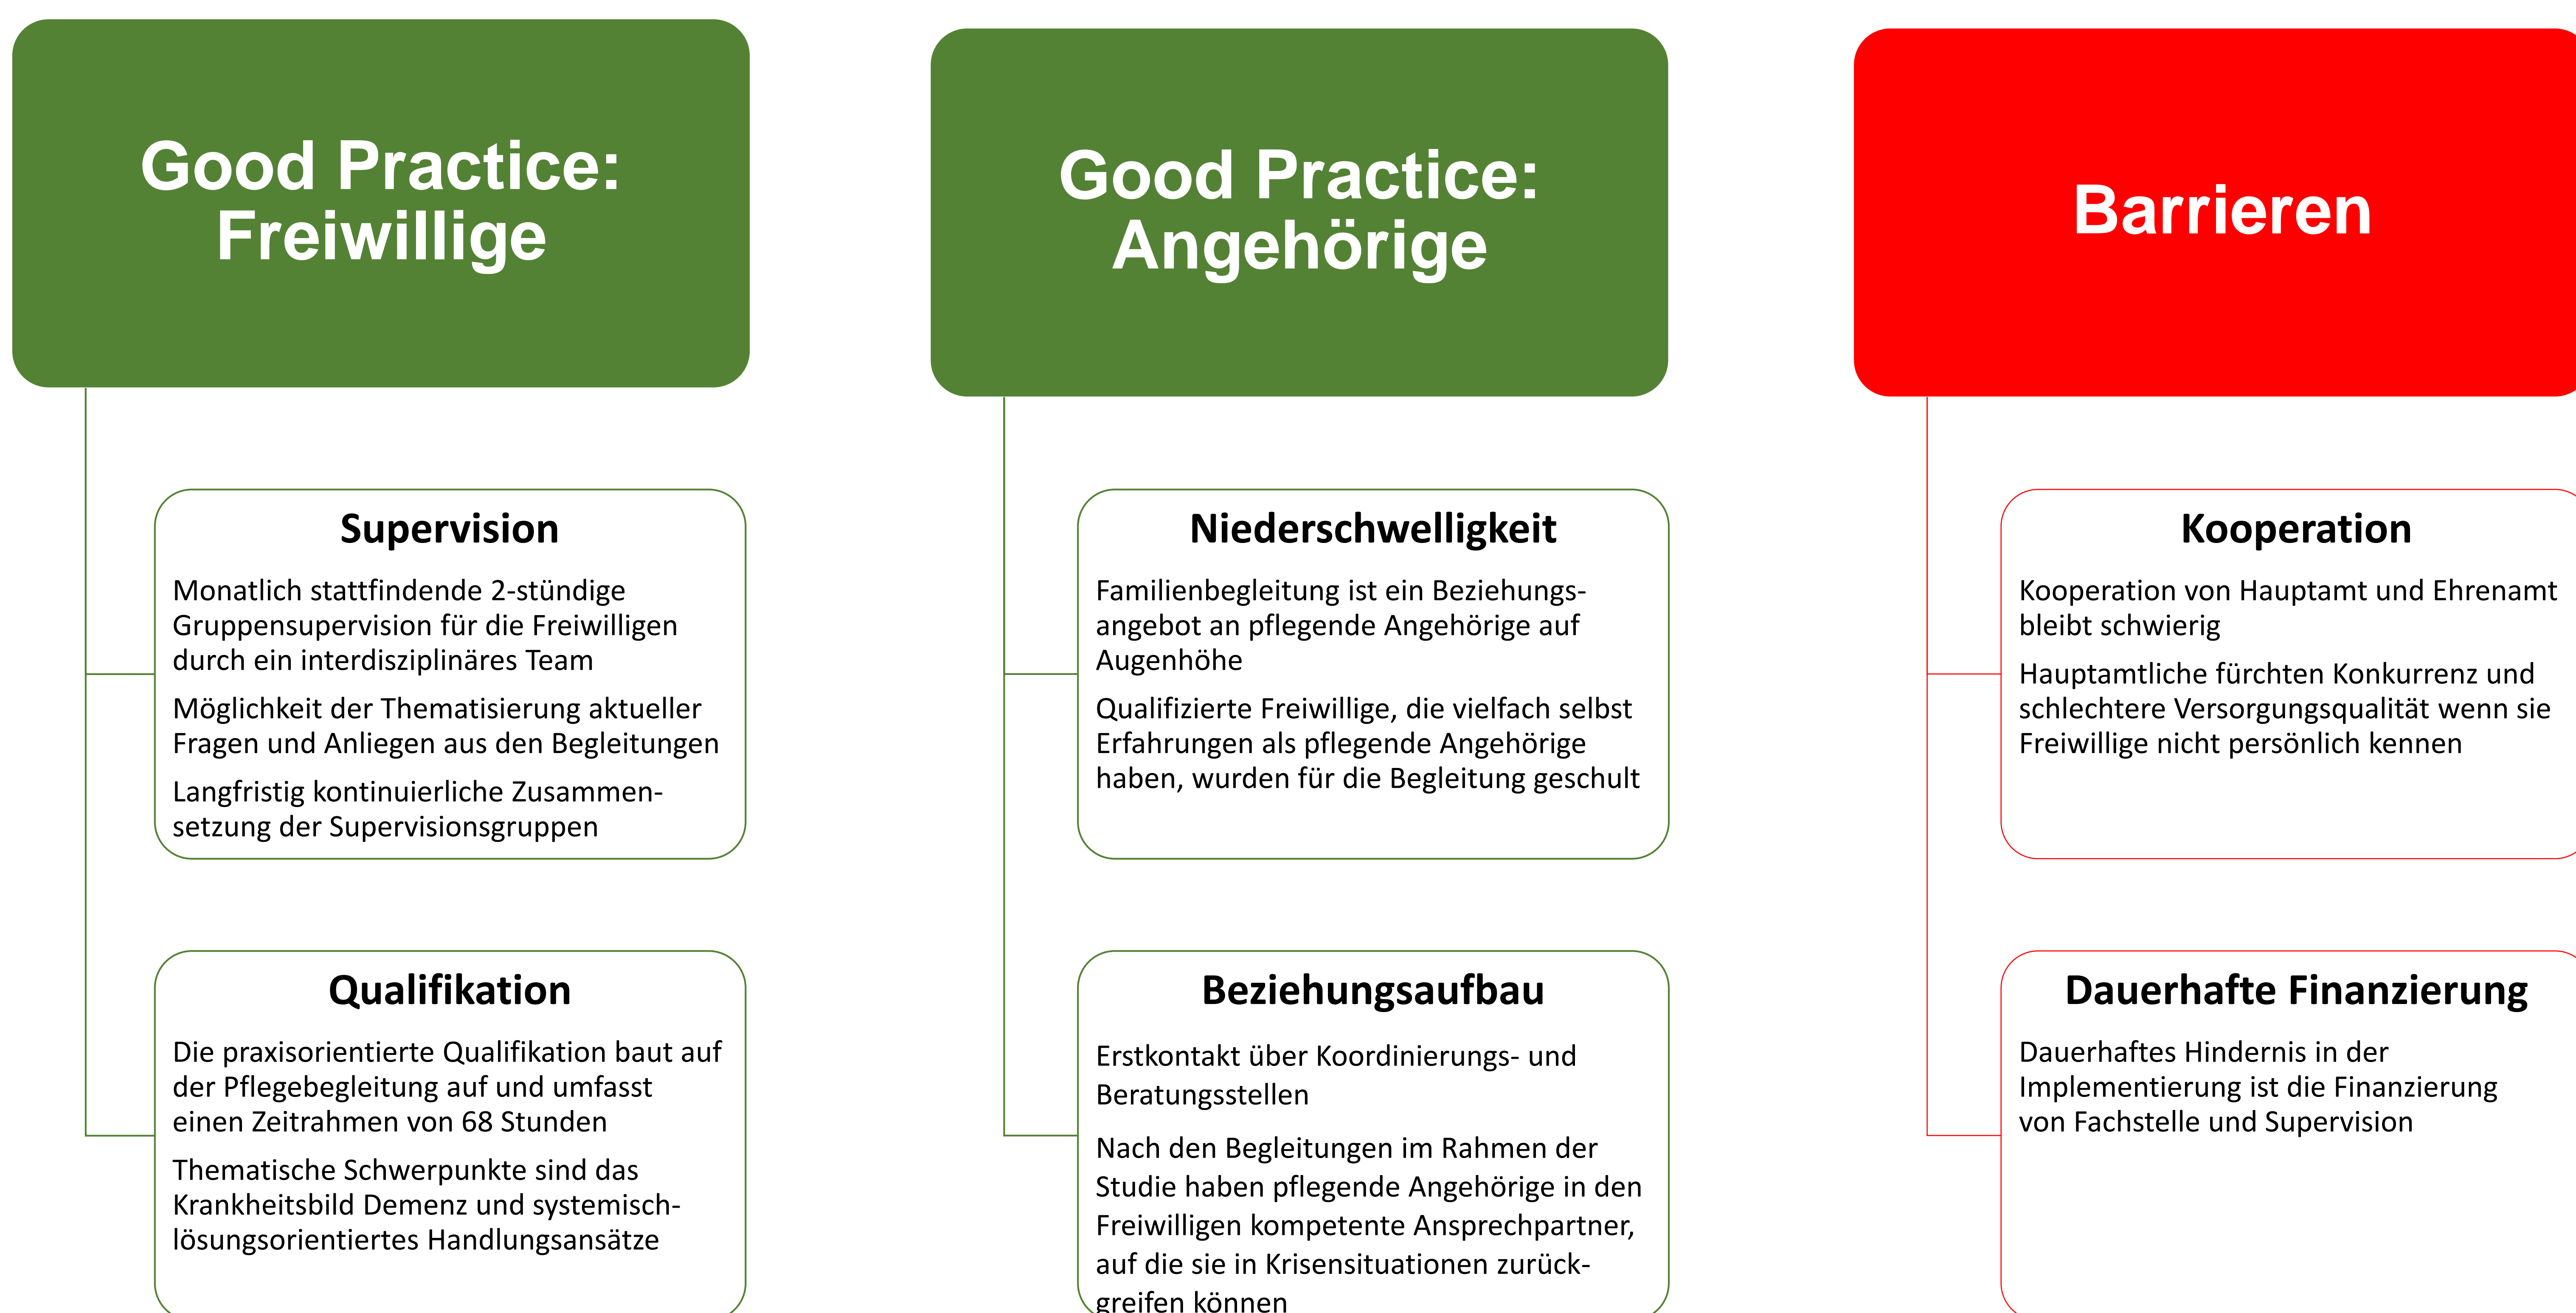 Good Practice:
Freiwillige
Supervision
Monatlich stattfindende 2-stündige
Gruppensupervision für die Freiwilligen
durch ein interdisziplinäres Team
Möglichkeit der Thematisierung aktueller
Fragen und Anliegen aus den Begleitungen
Langfristig kontinuierliche Zusammen-
setzung der Supervisionsgruppen
Qualifikation
Die praxisorientierte Qualifikation baut auf
der Pflegebegleitung auf und umfasst
einen Zeitrahmen von 68 Stunden
Thematische Schwerpunkte sind das
Krankheitsbild Demenz und systemisch-
lösungsorientiertes Handlungsansätze
Good Practice:
Angehörige
Niederschwelligkeit
Familienbegleitung ist ein Beziehungs-
angebot an pflegende Angehörige auf
Augenhöhe
Qualifizierte Freiwillige, die vielfach selbst
Erfahrungen als pflegende Angehörige
haben, wurden für die Begleitung geschult
Beziehungsaufbau
Erstkontakt über Koordinierungs- und
Beratungsstellen
Nach den Begleitungen im Rahmen der
Studie haben pflegende Angehörige in den
Freiwilligen kompetente Ansprechpartner,
auf die sie in Krisensituationen zurück-
greifen können
Barrieren
Kooperation
Kooperation von Hauptamt und Ehrenamt
bleibt schwierig
Hauptamtliche fürchten Konkurrenz und
schlechtere Versorgungsqualität wenn sie
Freiwillige nicht persönlich kennen
Dauerhafte Finanzierung
Dauerhaftes Hindernis in der
Implementierung ist die Finanzierung
von Fachstelle und Supervision